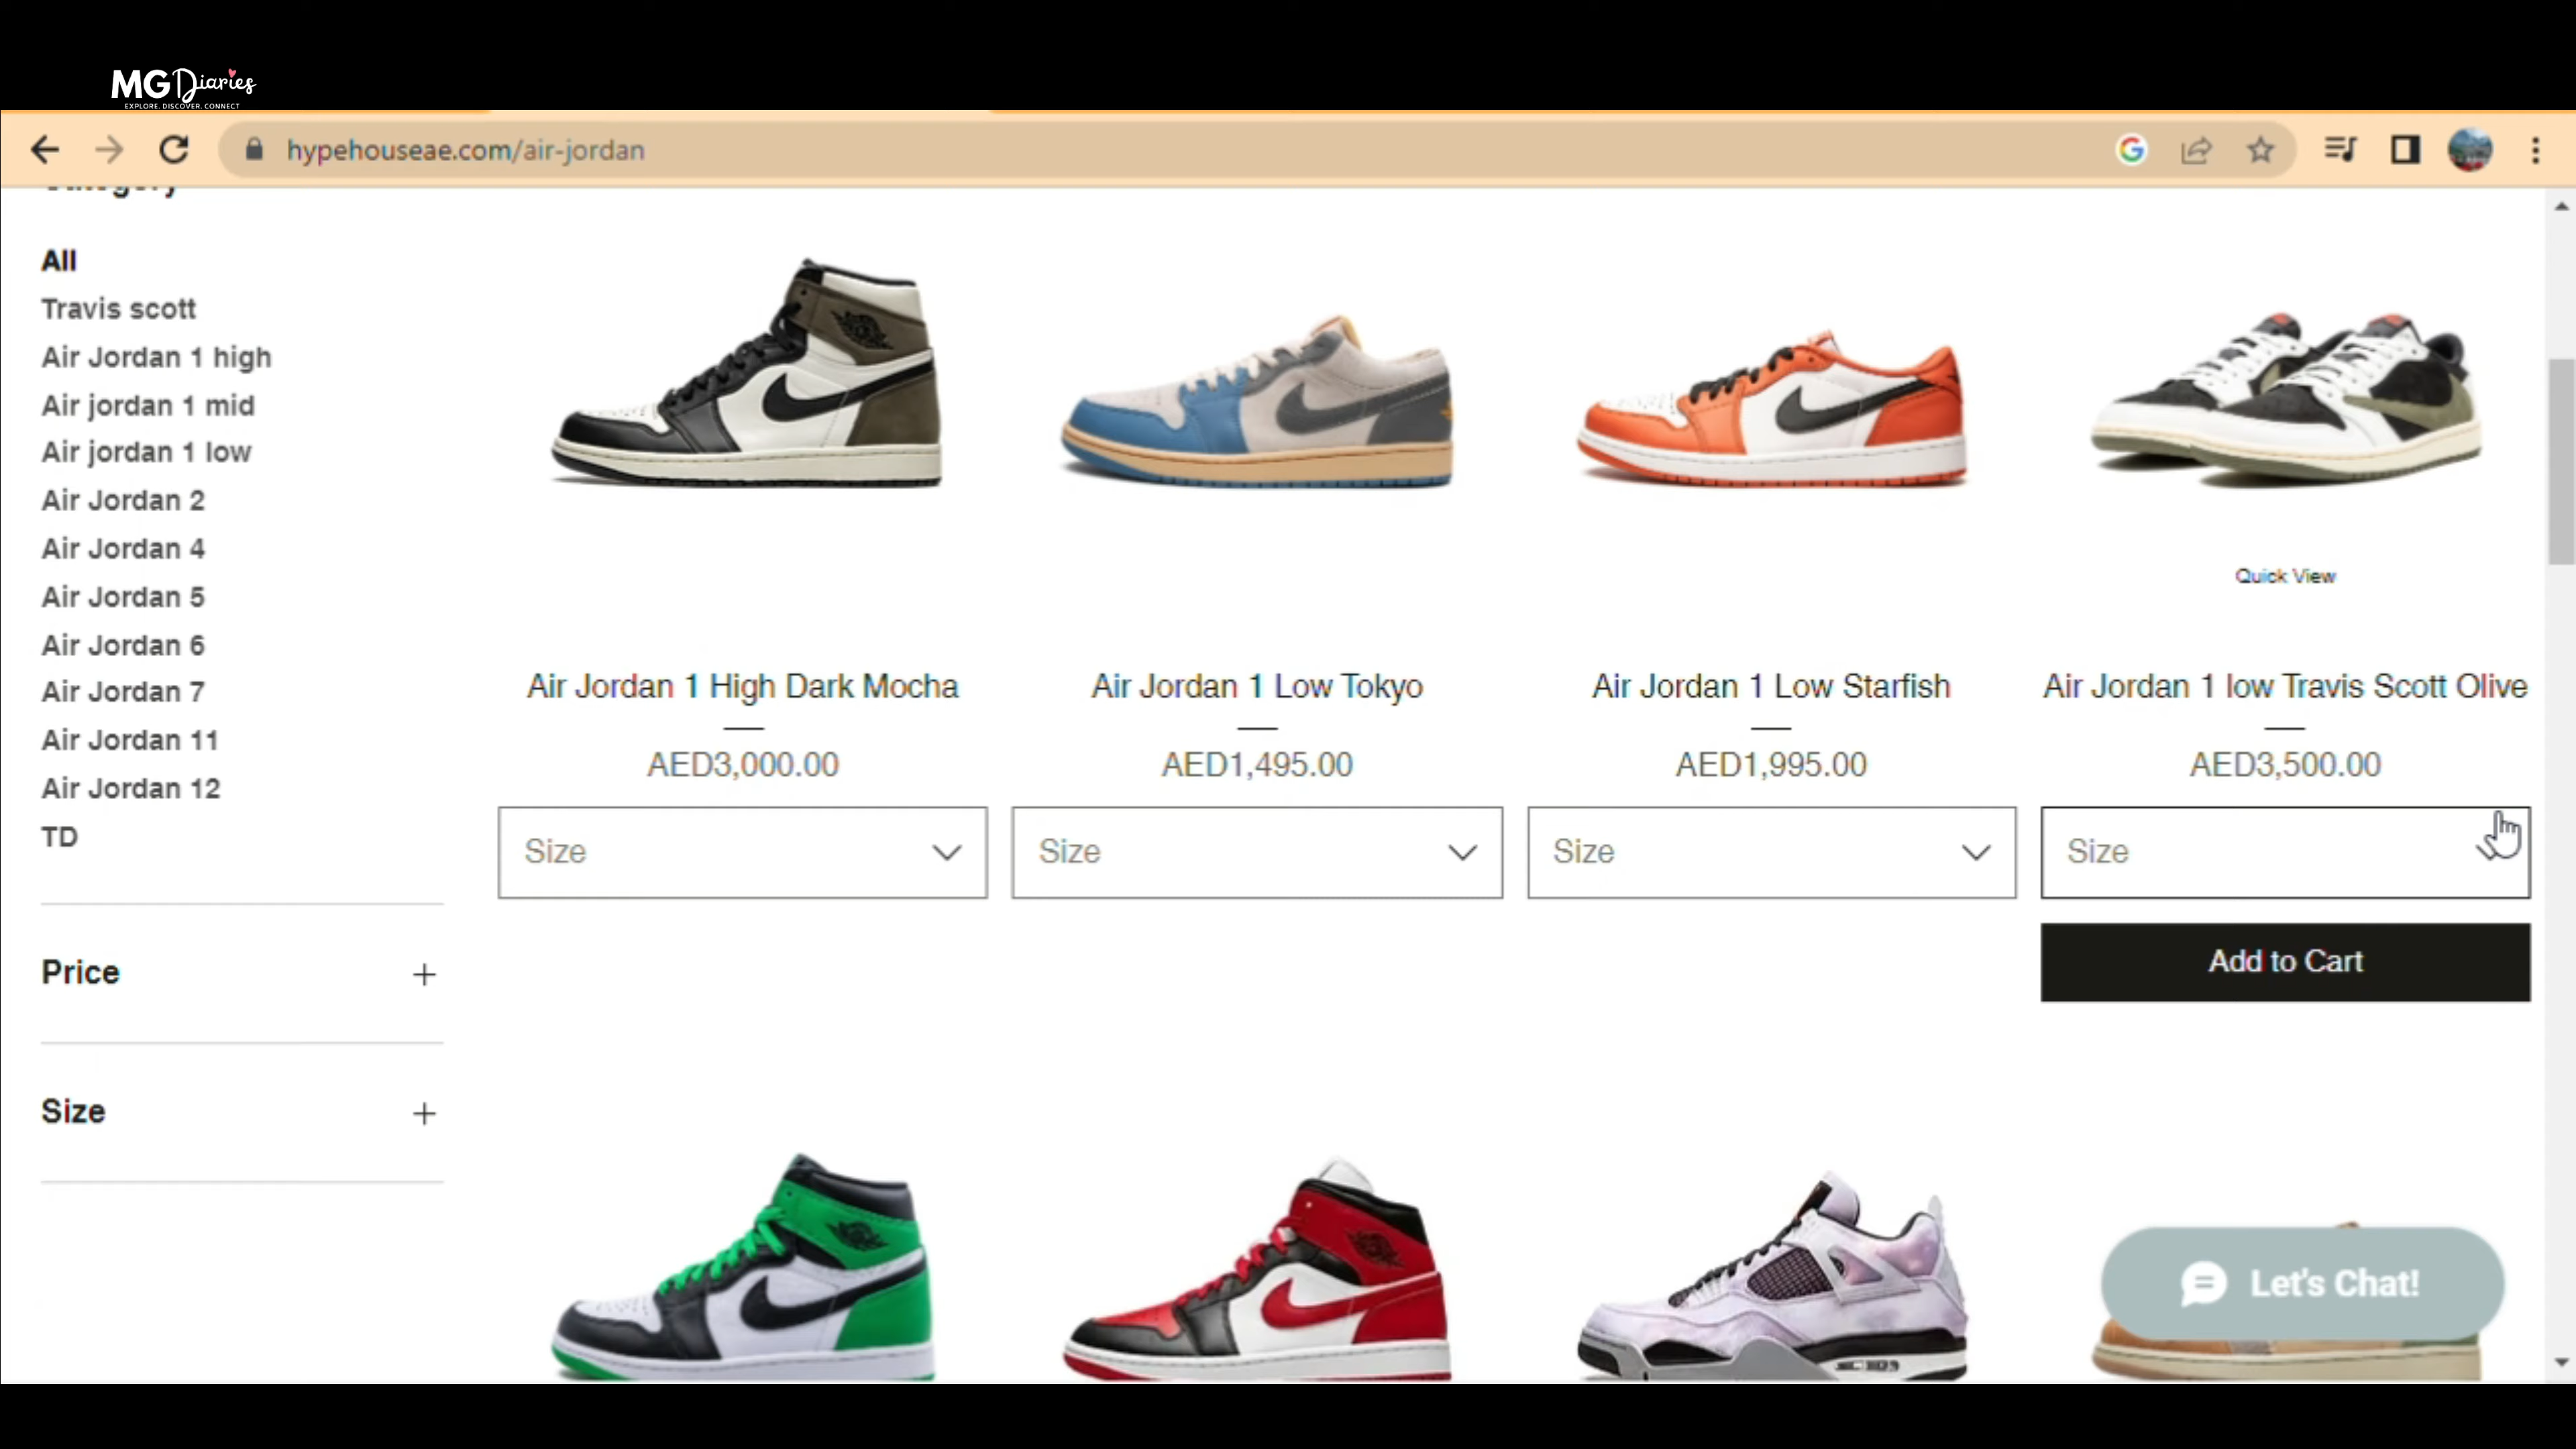 MG Diaries
EXPLORE. DISCOVER. CONNECT
hypehouseae.com/air-jordan
Category
All
Travis scott
Air Jordan 1 high
Air jordan 1 mid
Air jordan 1 low
Air Jordan 2
Air Jordan 4
Air Jordan 5
Air Jordan 6
Air Jordan 7
Air Jordan 11
Air Jordan 12
TD
Price
Size
Quick View
Air Jordan 1 High Dark Mocha
AED3,000.00
Size
Air Jordan 1 Low Tokyo
AED1,495.00
Size
Air Jordan 1 Low Starfish
AED1,995.00
Size
Air Jordan 1 low Travis Scott Olive
AED3,500.00
Size
Add to Cart
Let's Chat!